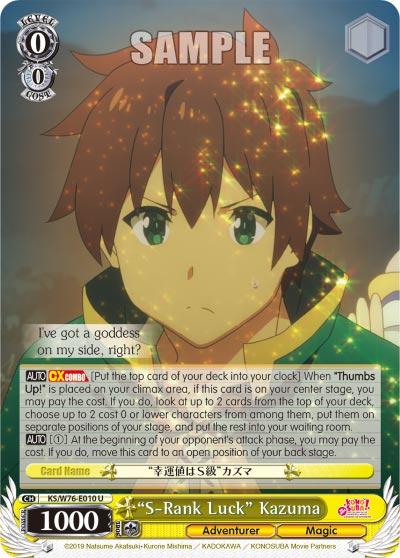 LEVEL
0
0
COST
SAMPLE
I've got a goddess
on my side, right?
AUTO CX COMBO [Put the top card of your deck into your clock] When "Thumbs
Up!" is placed on your climax area, if this card is on your center stage, you
may pay the cost. If you do, look at up to 2 cards from the top of your deck,
choose up to 2 cost 0 or lower characters from among them, put them on
separate positions of your stage, and put the rest into your waiting room.
AUTO [①] At the beginning of your opponent's attack phase, you may pay the
cost. If you do, move this card to an open position of your back stage.
Card Name
“幸運値はS級”カズマ
KS/W76-E010 U
POWER
1000
SOUL
“S-Rank Luck” Kazuma
Adventurer
Magic
©2019 Natsume Akatsuki・Kurone Mishima / KADOKAWA / KONOSUBA Movie Partners